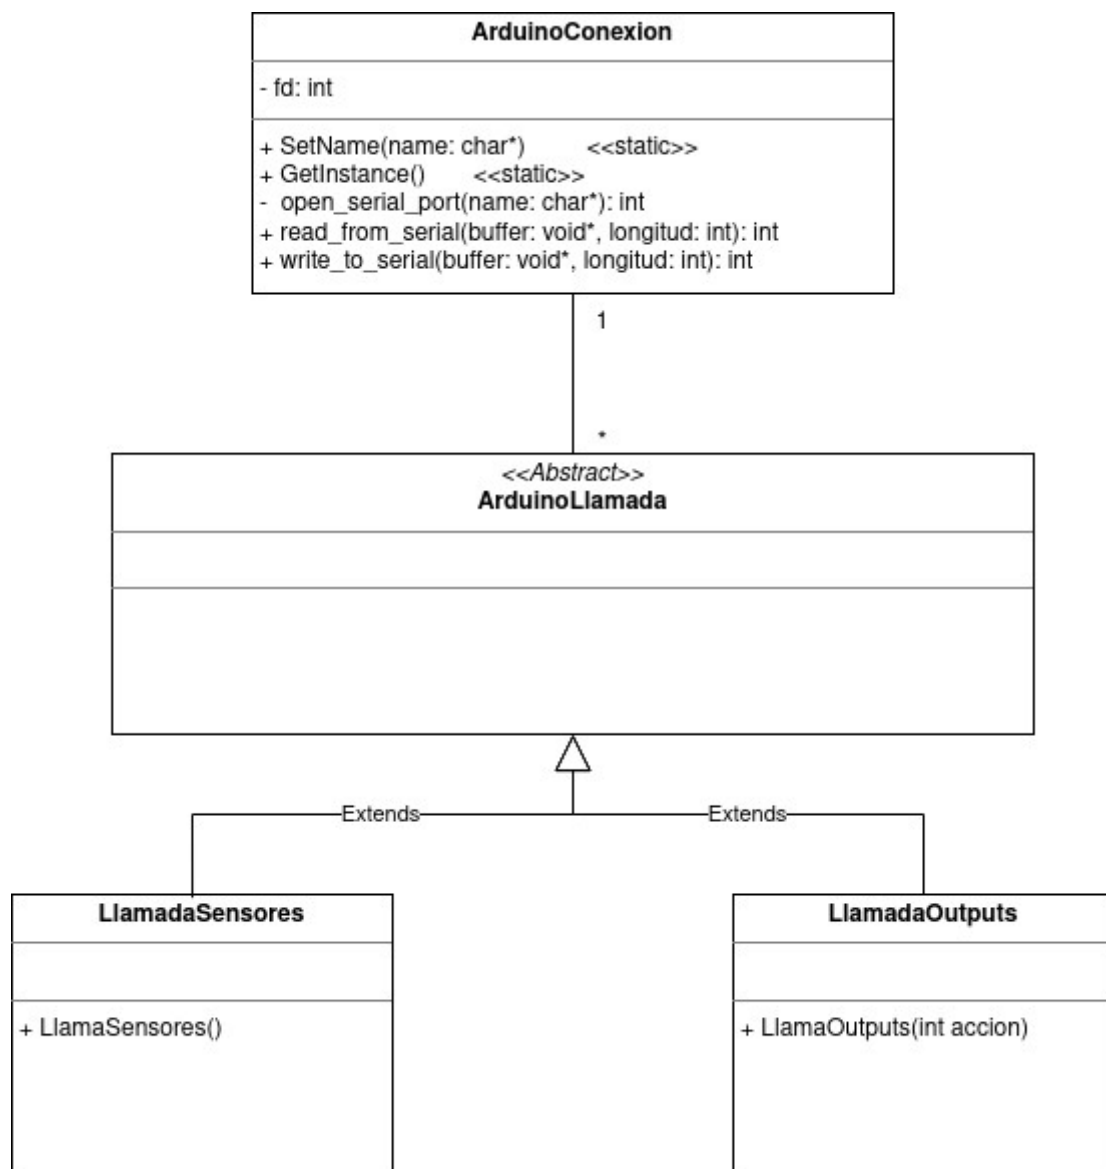 ArduinoConexion
- fd: int
+ SetName(name: char*) <<static>>
+ GetInstance() <<static>>
- open_serial_port(name: char*): int
+ read_from_serial(buffer: void*, longitud: int): int
+ write_to_serial(buffer: void*, longitud: int): int
1
*
<<Abstract>>
ArduinoLlamada
Extends
Extends
LlamadaSensores
+ LlamaSensores()
LlamadaOutputs
+ LlamaOutputs(int accion)